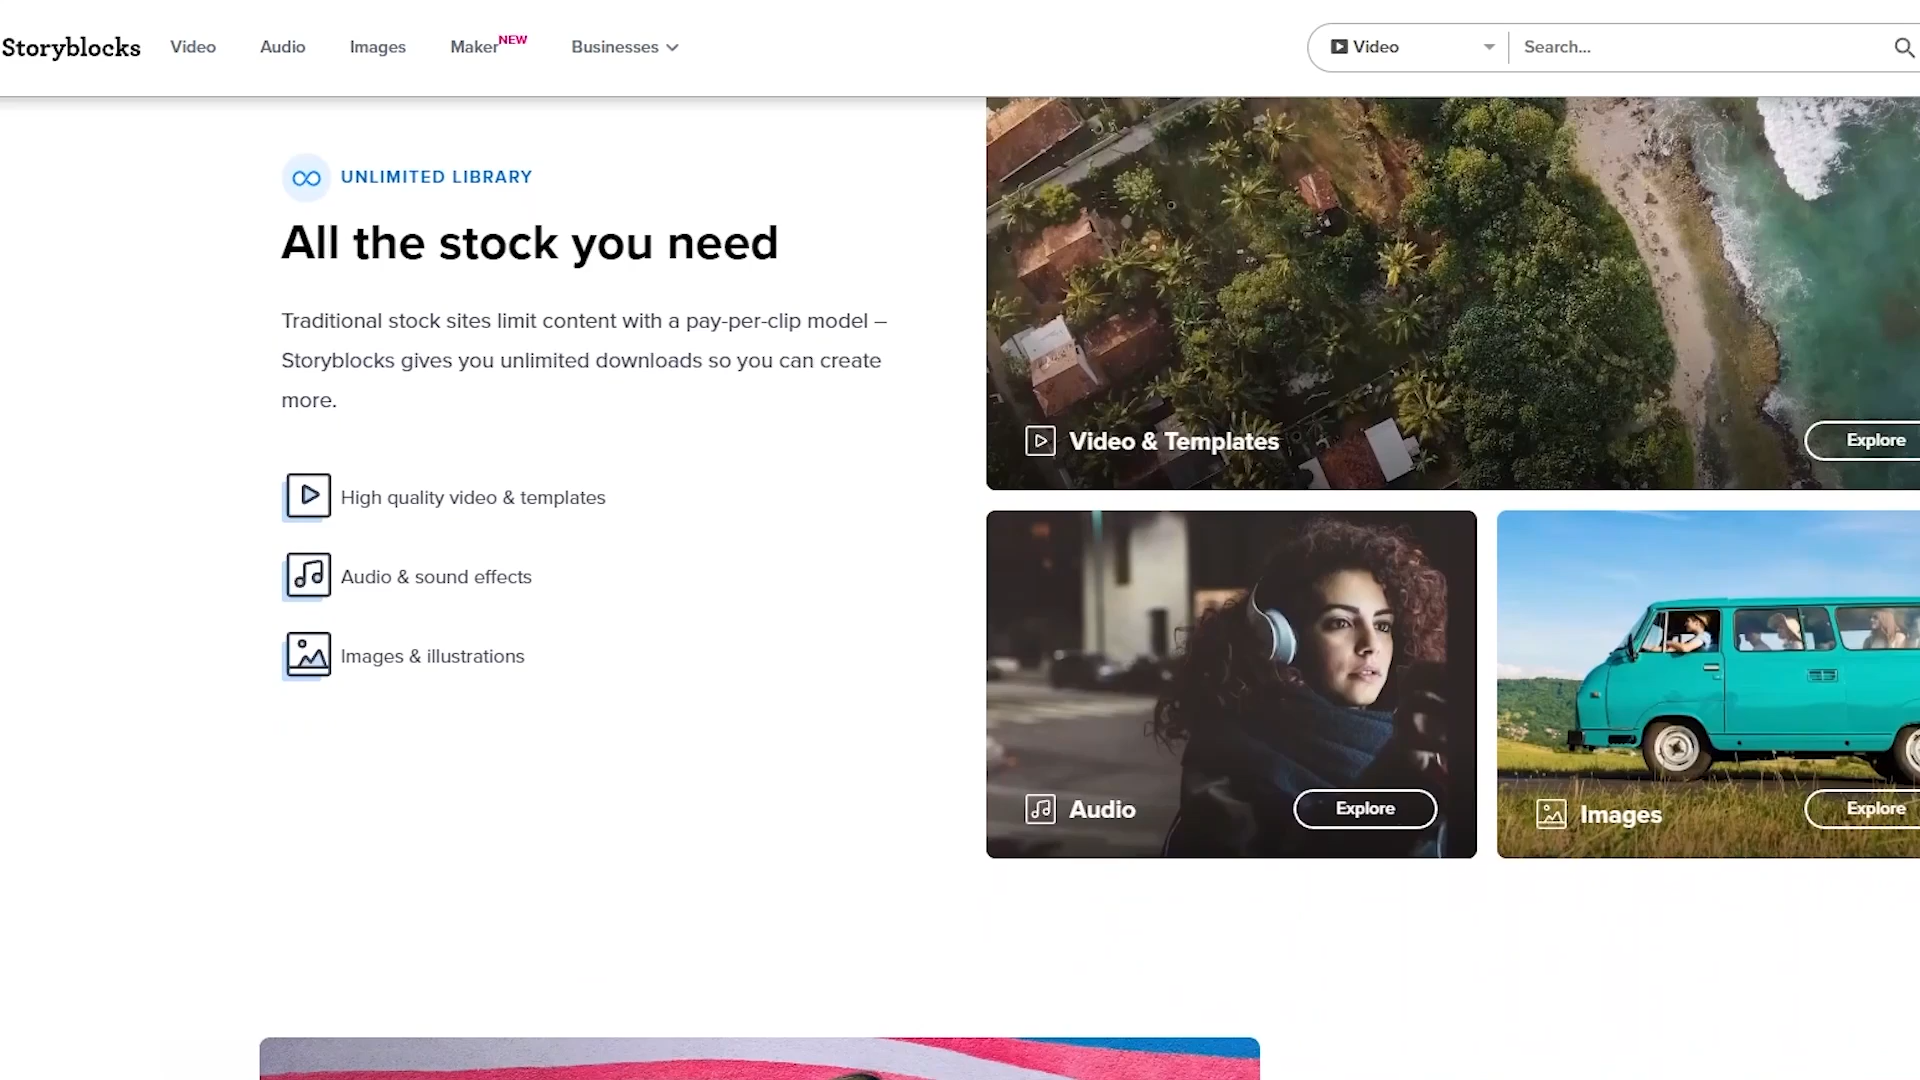 Storyblocks Video Audio Images Maker NEW Businesses Video Search...
UNLIMITED LIBRARY
All the stock you need
Traditional stock sites limit content with a pay-per-clip model –
Storyblocks gives you unlimited downloads so you can create
more.
High quality video & templates
Audio & sound effects
Images & illustrations
Video & Templates Explore
Audio Explore
Images Explore